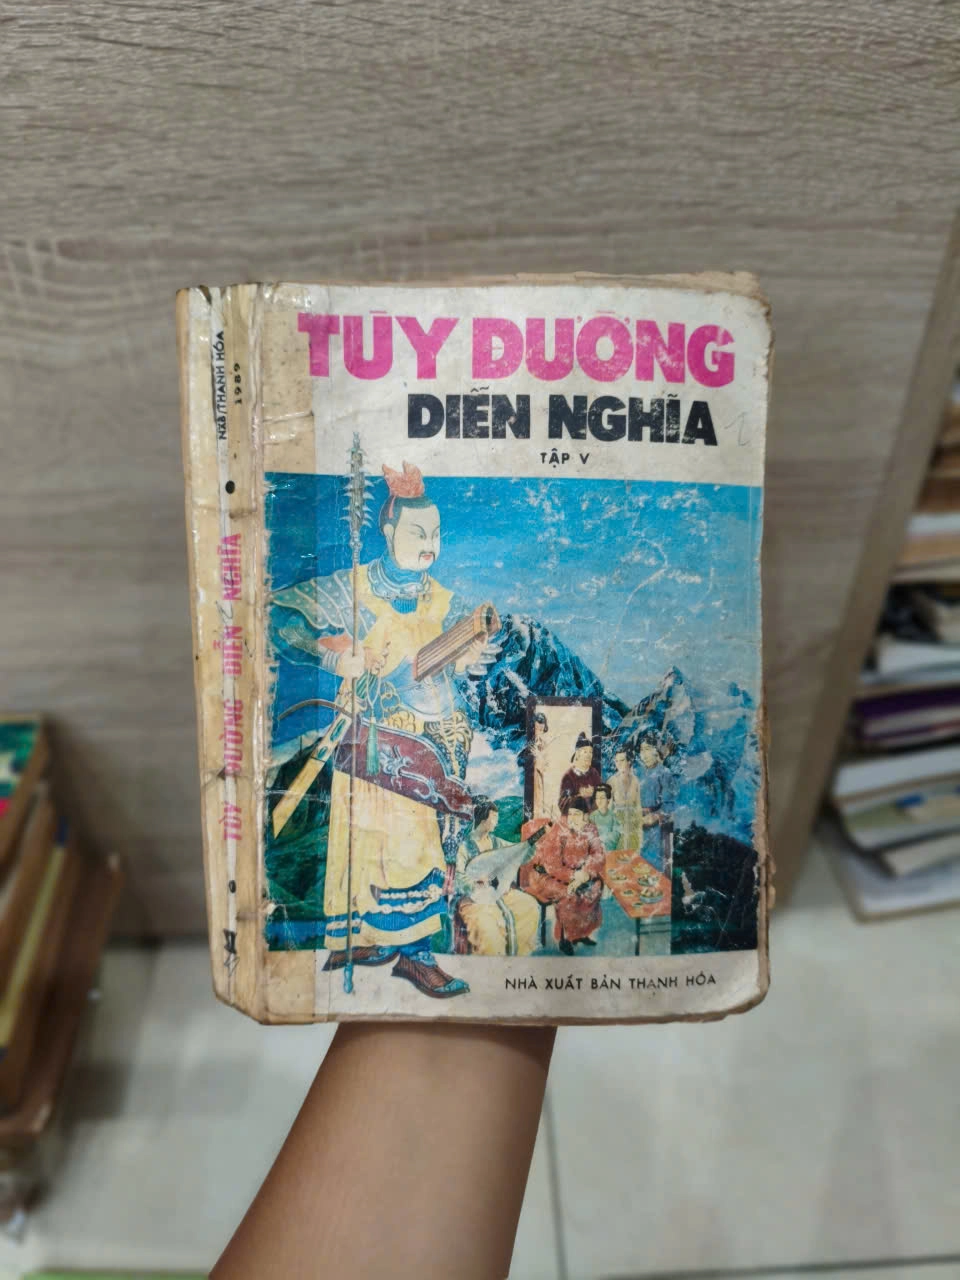 TÙY ĐƯỜNG
DIỄN NGHĨA
TẬP V
NHÀ XUẤT BẢN THANH HÓA
NXB/THANH HÓA
1989
TÙY ĐƯỜNG DIỄN NGHĨA